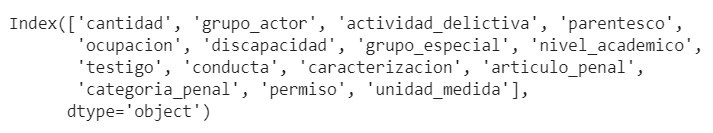 Index(['cantidad', 'grupo_actor', 'actividad_delictiva', 'parentesco',
'ocupacion', 'discapacidad', 'grupo_especial', 'nivel_academico',
'testigo', 'conducta', 'caracterizacion', 'articulo_penal',
'categoria_penal', 'permiso', 'unidad_medida'],
dtype='object')